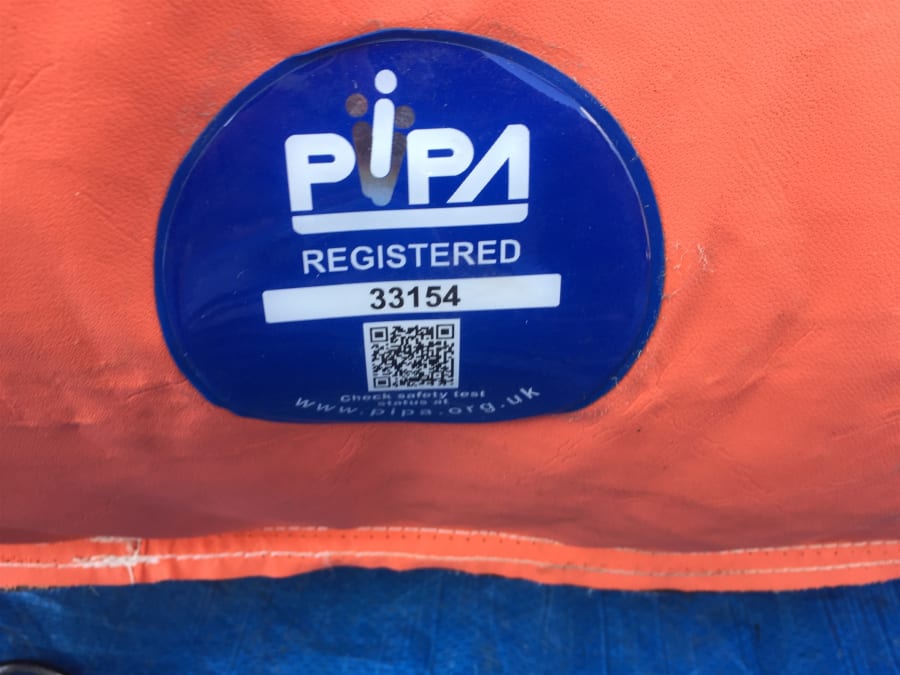 PiPA
REGISTERED
33154
Check safety test
status at
www.pipa.org.uk